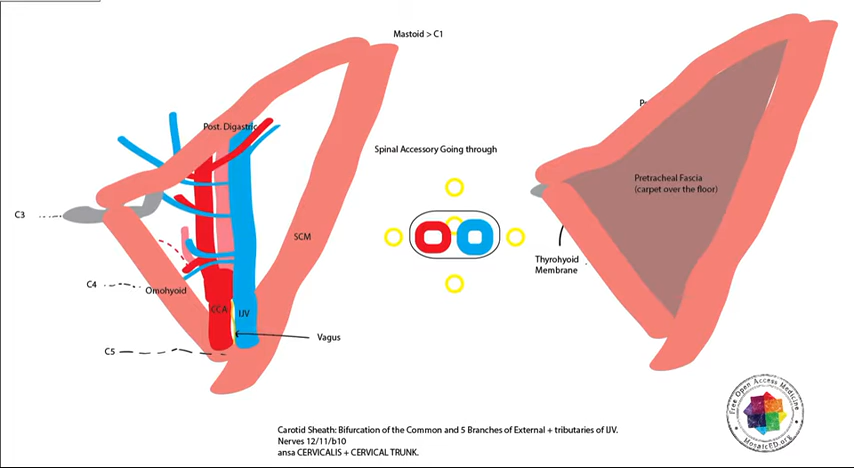 Mastoid > C1
Post. Digastric
Spinal Accessory Going through
Pretracheal Fascia
(carpet over the floor)
C3
SCM
Thyrohyoid
Membrane
C4
Omohyoid
CCA
IJV
Vagus
C5
Carotid Sheath: Bifurcation of the Common and 5 Branches of External + tributaries of IJV.
Nerves 12/11/b10
ansa CERVICALIS + CERVICAL TRUNK.
Free Open Access Medicine
MosaicED.org